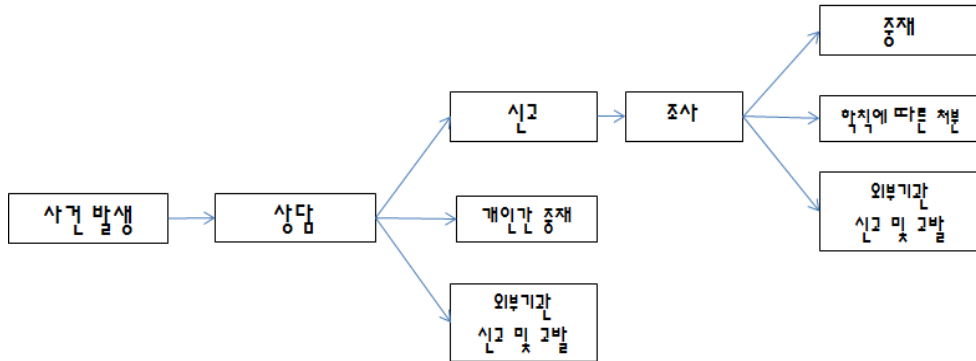 사건 발생
상담
신고
개인간 중재
외부기관
신고 및 고발
조사
중재
학칙에 따른 처분
외부기관
신고 및 고발